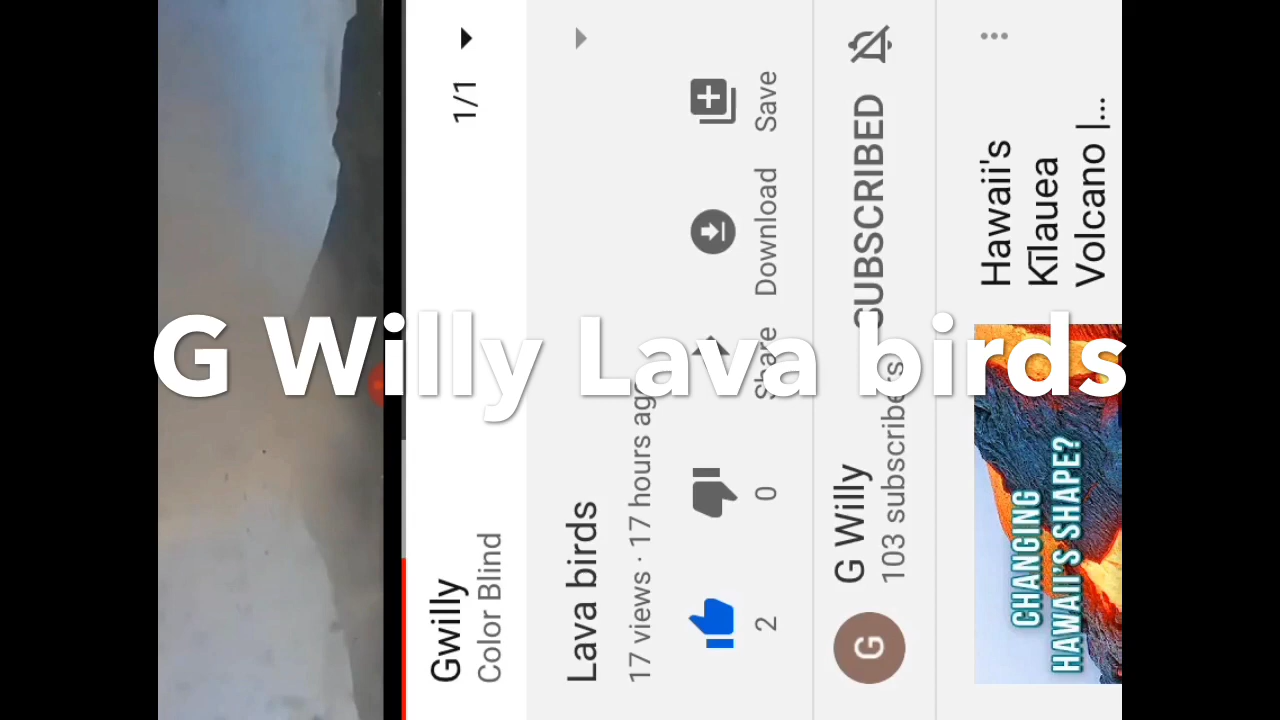 G Willy Lava birds
Gwilly
Color Blind
1/1
Lava birds
17 views · 17 hours ago
2
0
Share
Download
Save
G Willy
103 subscribers
SUBSCRIBED
G
Hawaii's
Kīlauea
Volcano |...
CHANGING
HAWAII'S SHAPE?